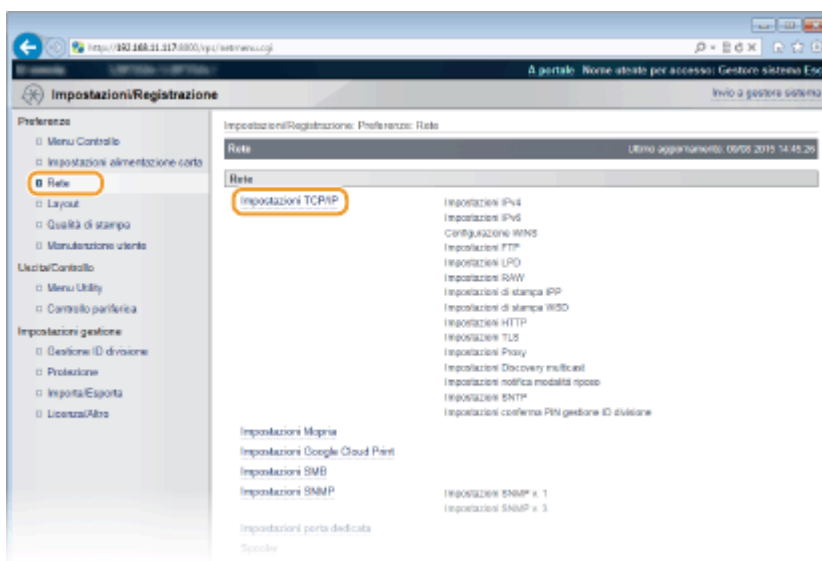 http://192.168.11.117:8000/rps/netmenu.cgi
A portale Nome utente per accesso: Gestore sistema Esc
Impostazioni/Registrazione
Invio a gestore sistema
Preferenze
Menu Controllo
Impostazioni alimentazione carta
Rete
Layout
Qualità di stampa
Manutenzione utente
Uscita/Controllo
Menu Utility
Controllo periferica
Impostazioni gestione
Gestione ID divisione
Protezione
Importa/Esporta
Licenza/Altro
Impostazioni/Registrazione: Preferenze: Rete
Rete
Ultimo aggiornamento: 09/06 2015 14:45:26
Rete
Impostazioni TCP/IP
Impostazioni IPv4
Impostazioni IPv6
Configurazione WINS
Impostazioni FTP
Impostazioni LPD
Impostazioni RAW
Impostazioni di stampa IPP
Impostazioni di stampa WSD
Impostazioni HTTP
Impostazioni TLS
Impostazioni Proxy
Impostazioni Discovery multicast
Impostazioni notifica modalità riposo
Impostazioni SNTP
Impostazioni conferma PIN gestione ID divisione
Impostazioni Mopria
Impostazioni Google Cloud Print
Impostazioni SMB
Impostazioni SNMP
Impostazioni SNMP v. 1
Impostazioni SNMP v. 3
Impostazioni porta dedicata
Spooler